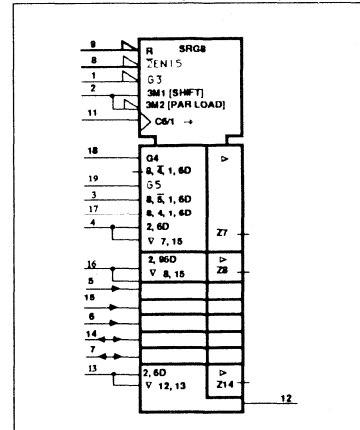 9 R SRG8
8 2EN15
1 G3
2 3M1 [SHIFT]
3M2 [PAR LOAD]
11 C6/1 →
18 G4 ▷
8, 4̅, 1, 6D
19 G5
3 8, 5̅, 1, 6D
17 8, 4, 1, 6D
4 2, 6D
∇ 7, 15 Z7
16 2, 96D ▷
∇ 8, 15 Z8
5
15
6
14
7
13 2, 6D ▷
∇ 12, 13 Z14
12